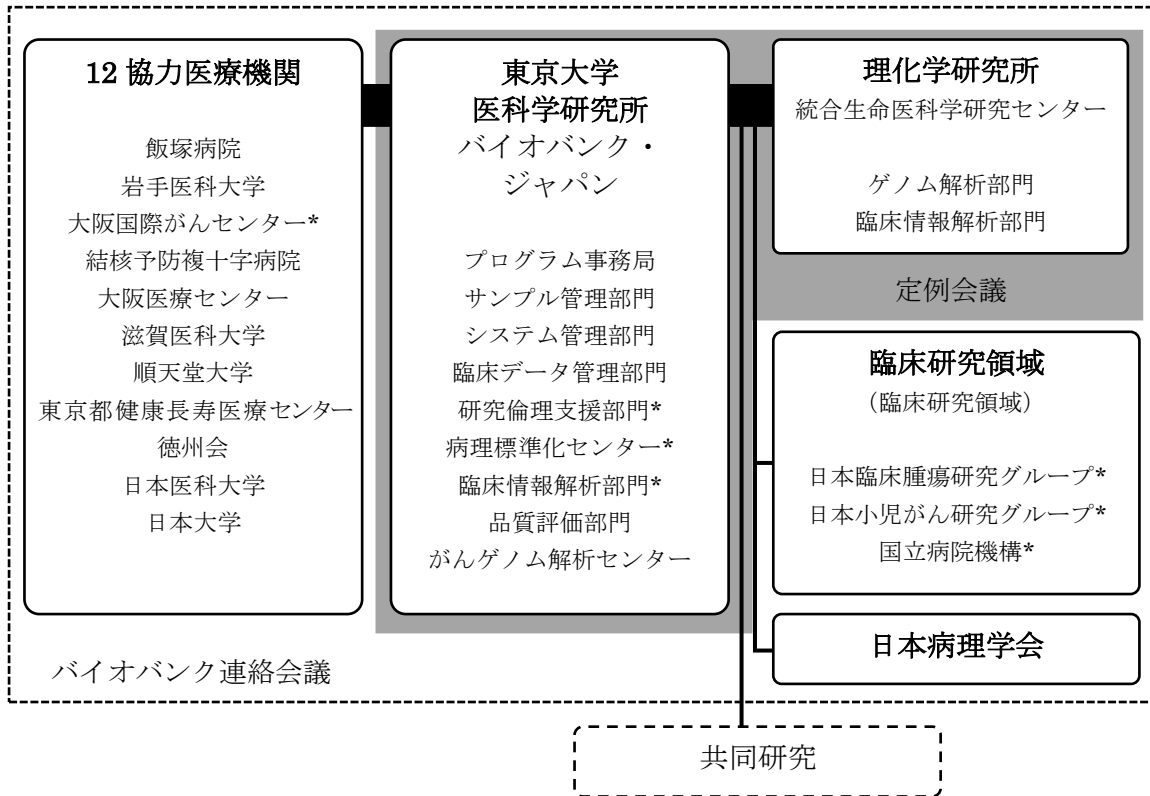 12 協力医療機関
飯塚病院
岩手医科大学
大阪国際がんセンター*
結核予防複十字病院
大阪医療センター
滋賀医科大学
順天堂大学
東京都健康長寿医療センター
徳州会
日本医科大学
日本大学
東京大学
医科学研究所
バイオバンク・
ジャパン
プログラム事務局
サンプル管理部門
システム管理部門
臨床データ管理部門
研究倫理支援部門*
病理標準化センター*
臨床情報解析部門*
品質評価部門
がんゲノム解析センター
理化学研究所
統合生命医科学研究センター
ゲノム解析部門
臨床情報解析部門
定例会議
臨床研究領域
(臨床研究領域)
日本臨床腫瘍研究グループ*
日本小児がん研究グループ*
国立病院機構*
日本病理学会
バイオバンク連絡会議
共同研究